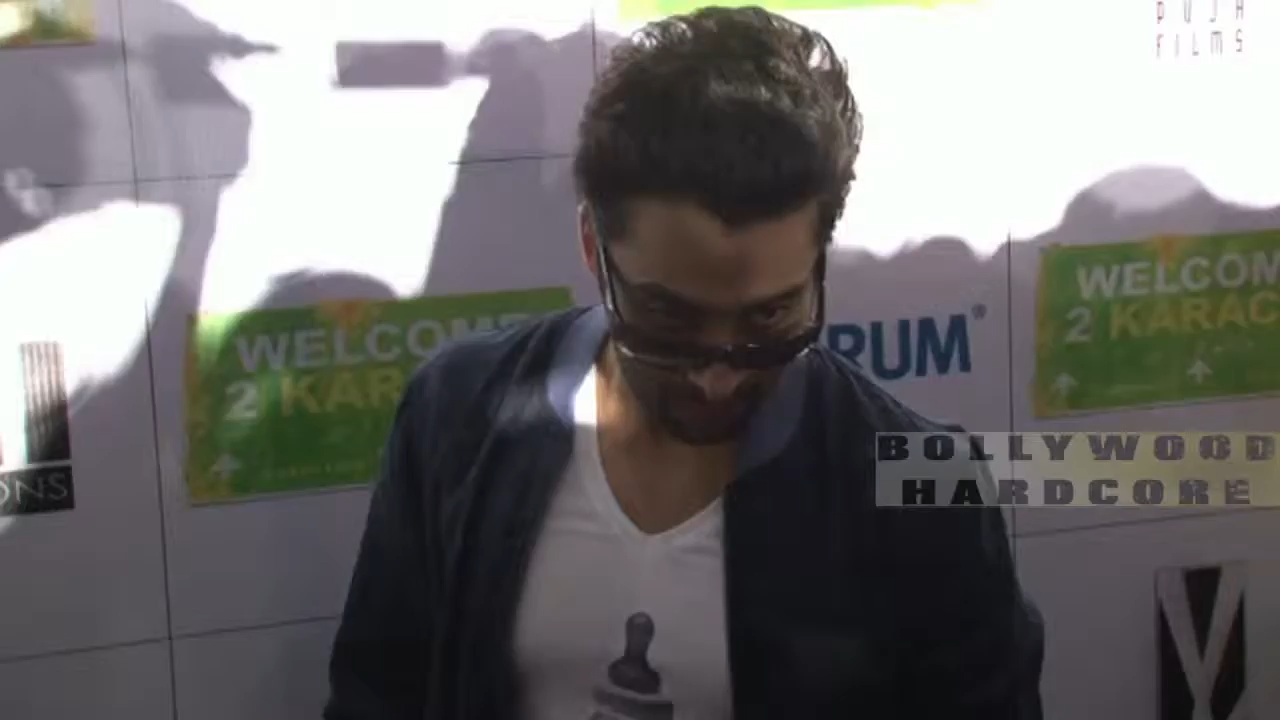 PUJA
FILMS
WELCOME
2 KAR
RUM®
WELCOM
2 KARAC
ONS
BOLLYWOOD
HARDCORE
Y